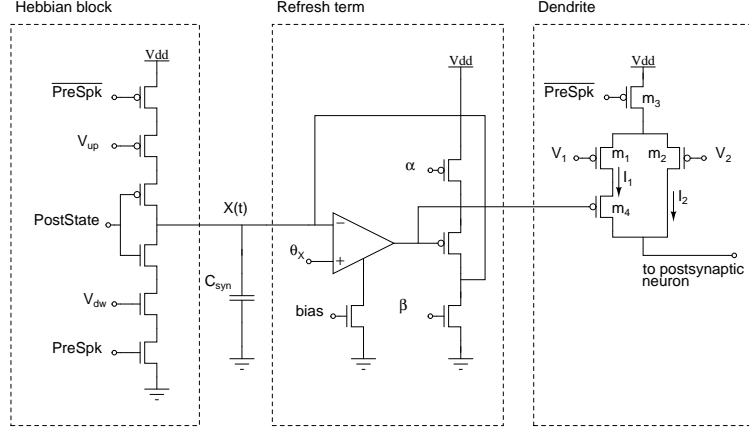 Hebbian block
Refresh term
Dendrite
Vdd
Vdd
Vdd
PreSpk
PreSpk
m3
Vup
α
V1
m1
m2
V2
I1
PostState
X(t)
m4
I2
−
θX
+
to postsynaptic
neuron
Csyn
Vdw
bias
β
PreSpk